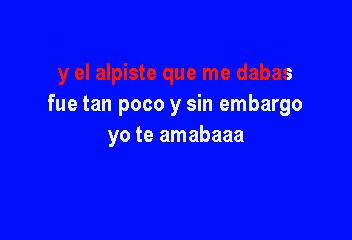 y el alpiste que me dabas
fue tan poco y sin embargo
yo te amabaaa